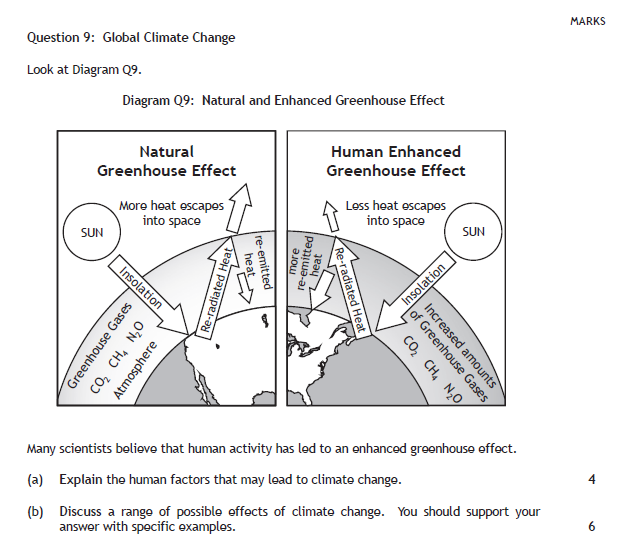 MARKS
Question 9: Global Climate Change
Look at Diagram Q9.
Diagram Q9: Natural and Enhanced Greenhouse Effect
Natural
Greenhouse Effect
More heat escapes
into space
SUN
Insolation
Re-radiated Heat
re-emitted
heat
Greenhouse Gases
CO₂ CH₄ N₂O
Atmosphere
Human Enhanced
Greenhouse Effect
Less heat escapes
into space
SUN
more
re-emitted
heat
Re-radiated Heat
Insolation
Increased amounts
of Greenhouse Gases
CO₂ CH₄ N₂O
Many scientists believe that human activity has led to an enhanced greenhouse effect.
(a) Explain the human factors that may lead to climate change. 4
(b) Discuss a range of possible effects of climate change. You should support your
answer with specific examples. 6